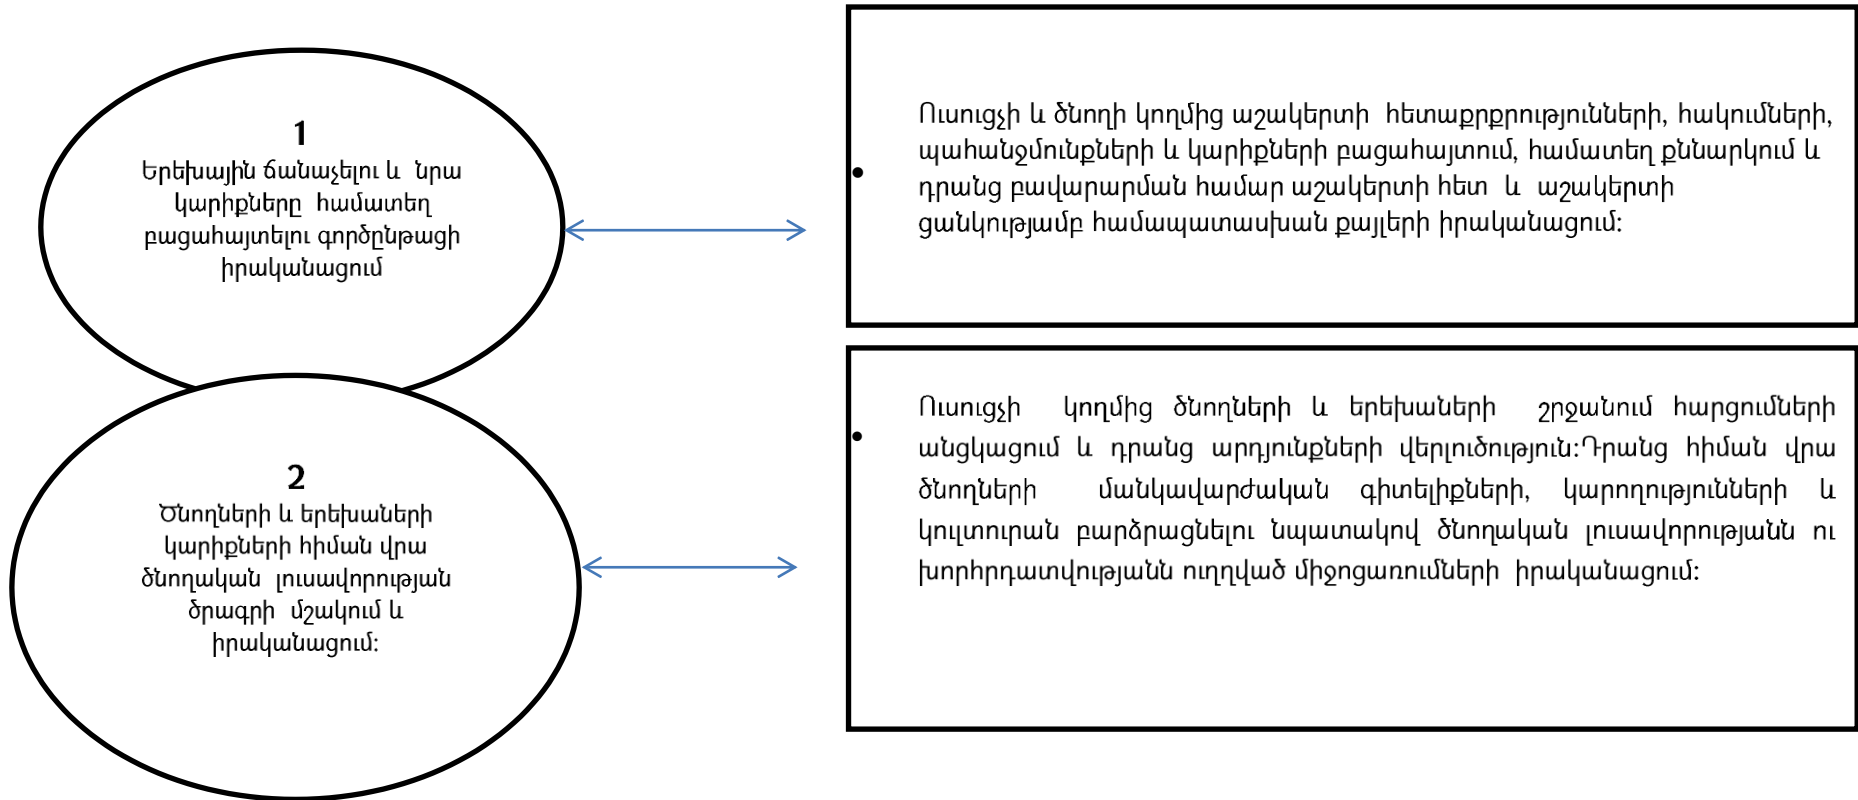 1
Երեխային ճանաչելու և նրա
կարիքները համատեղ
բացահայտելու գործընթացի
իրականացում
• Ուսուցչի և ծնողի կողմից աշակերտի հետաքրքրությունների, հակումների,
պահանջմունքների և կարիքների բացահայտում, համատեղ քննարկում և
դրանց բավարարման համար աշակերտի հետ և աշակերտի
ցանկությամբ համապատասխան քայլերի իրականացում:
2
Ծնողների և երեխաների
կարիքների հիման վրա
ծնողական լուսավորության
ծրագրի մշակում և
իրականացում:
• Ուսուցչի կողմից ծնողների և երեխաների շրջանում հարցումների
անցկացում և դրանց արդյունքների վերլուծություն:Դրանց հիման վրա
ծնողների մանկավարժական գիտելիքների, կարողությունների և
կուլտուրան բարձրացնելու նպատակով ծնողական լուսավորությանն ու
խորհրդատվությանն ուղղված միջոցառումների իրականացում: